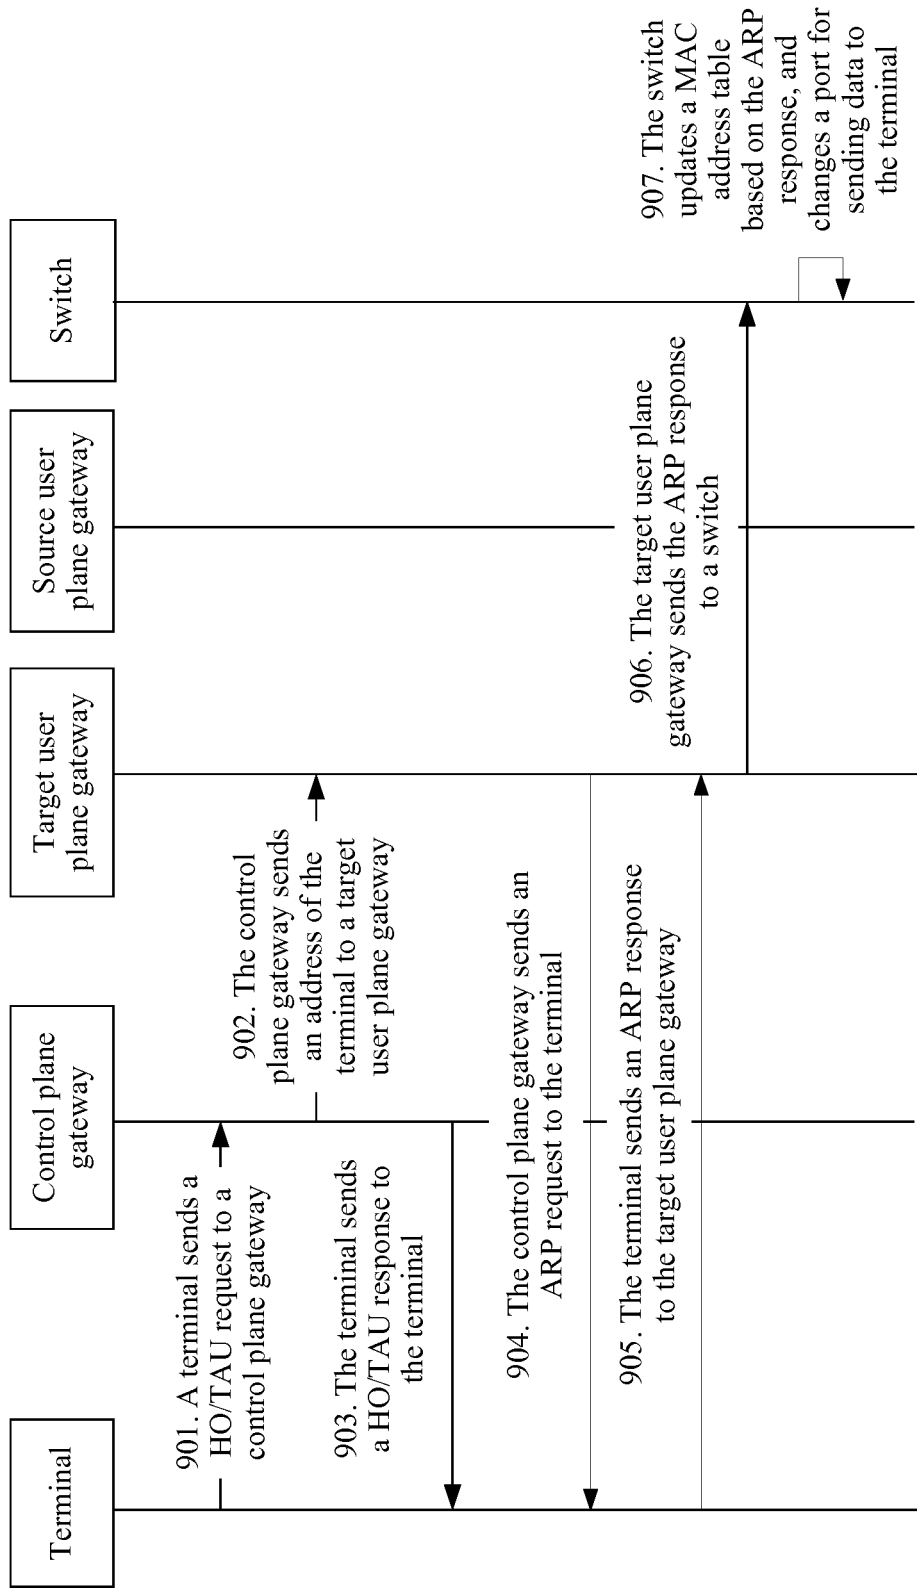 Terminal
Control plane
gateway
Target user
plane gateway
Source user
plane gateway
Switch
901. A terminal sends a
HO/TAU request to a
control plane gateway
902. The control
plane gateway sends
an address of the
terminal to a target
user plane gateway
903. The terminal sends
a HO/TAU response to
the terminal
904. The control plane gateway sends an
ARP request to the terminal
905. The terminal sends an ARP response
to the target user plane gateway
906. The target user plane
gateway sends the ARP response
to a switch
907. The switch
updates a MAC
address table
based on the ARP
response, and
changes a port for
sending data to
the terminal